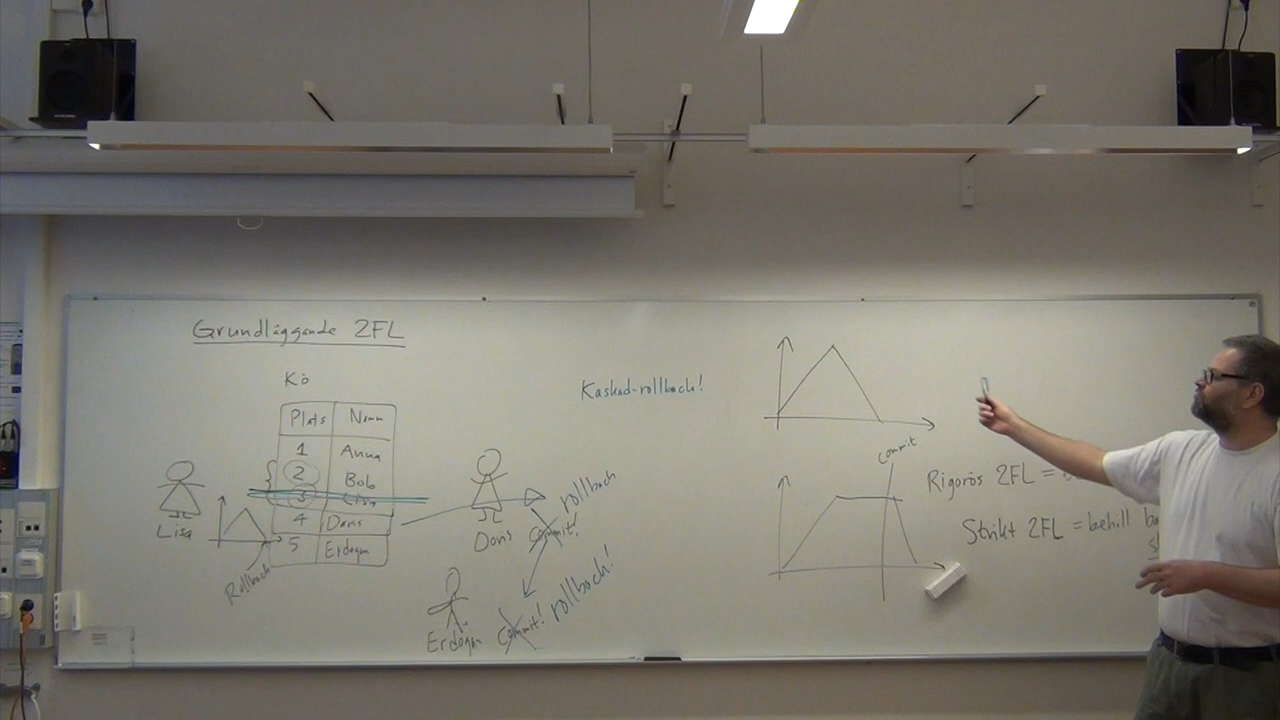 Grundläggande 2FL
Kö
Plats Namn
1 Anna
2 Bob
3 Lisa
4 Doris
5 Erdogan
Lisa
Rollback
Doris
commit!
rollback
Erdogan
commit!
rollback!
Kaskad-rollback!
commit
Rigorös 2FL =
Strikt 2FL = behåll